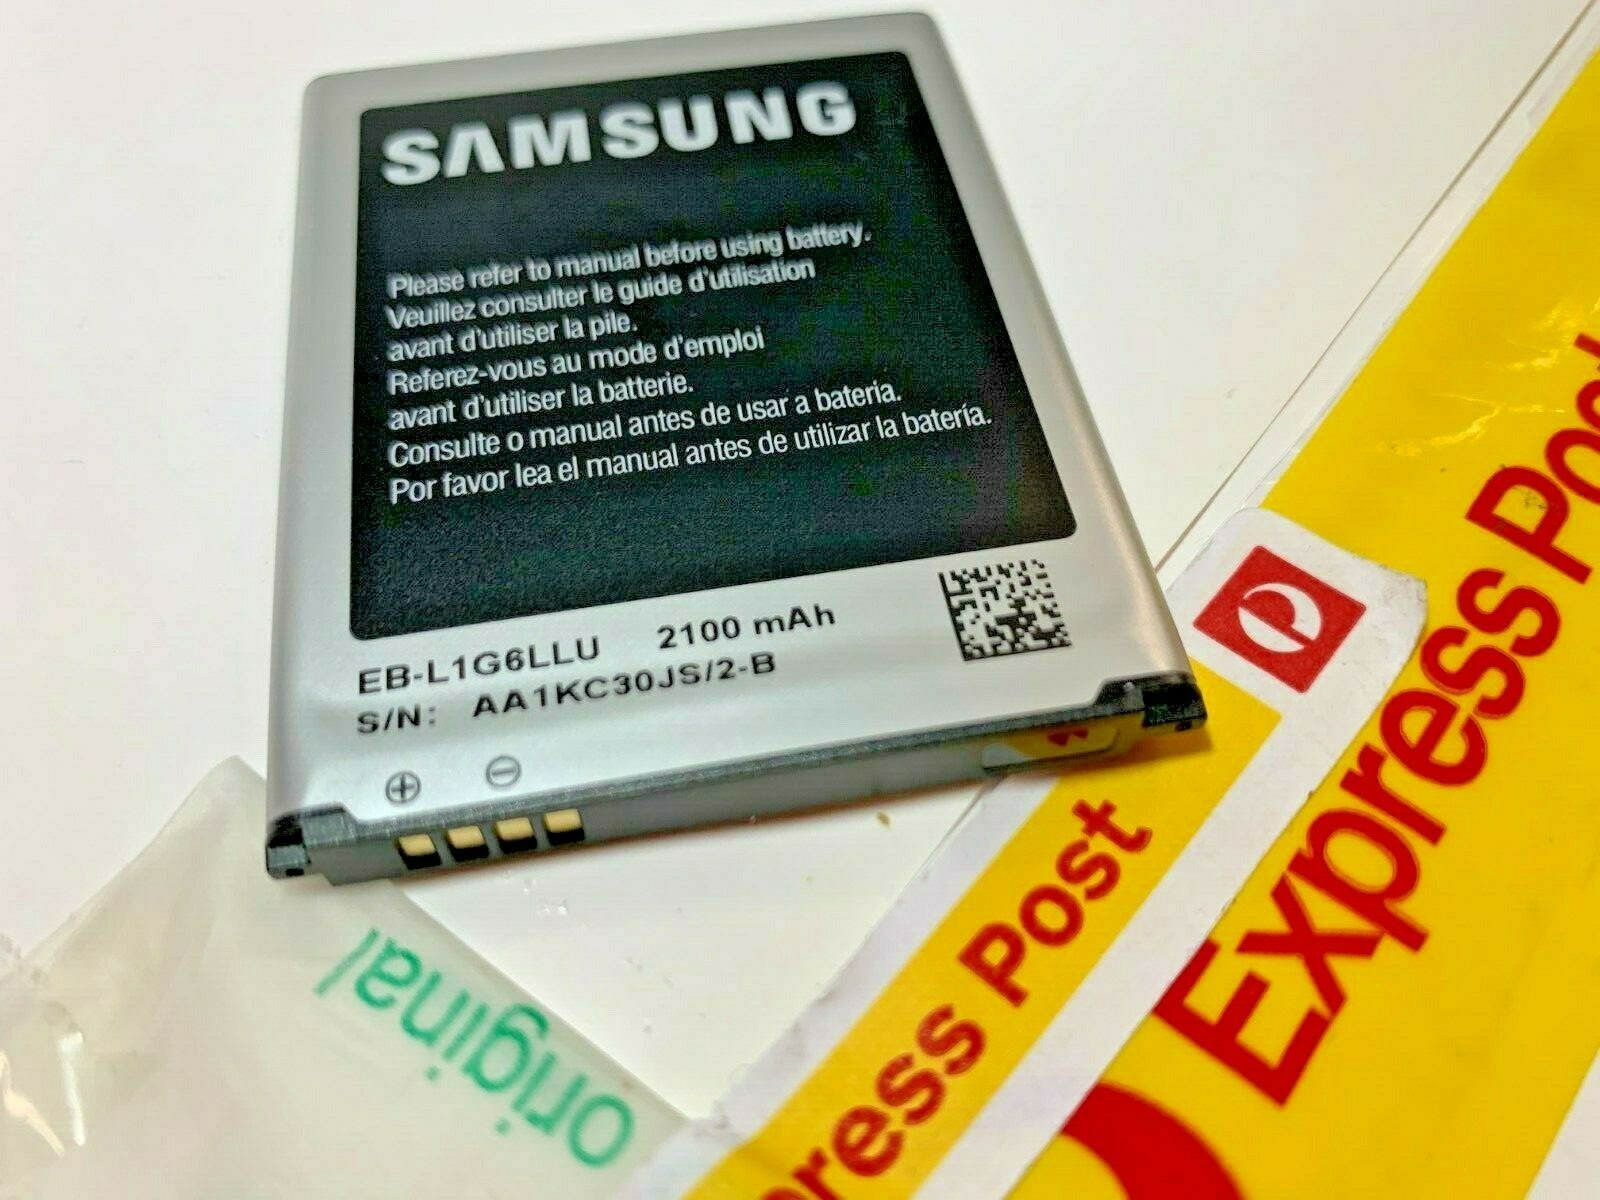 SAMSUNG
Please refer to manual before using battery.
Veuillez consulter le guide d'utilisation
avant d'utiliser la pile.
Referez-vous au mode d'emploi
avant d'utiliser la batterie.
Consulte o manual antes de usar a bateria.
Por favor lea el manual antes de utilizar la batería.
EB-L1G6LLU 2100 mAh
S/N: AA1KC30JS/2-B
original
Express Post
ress Post